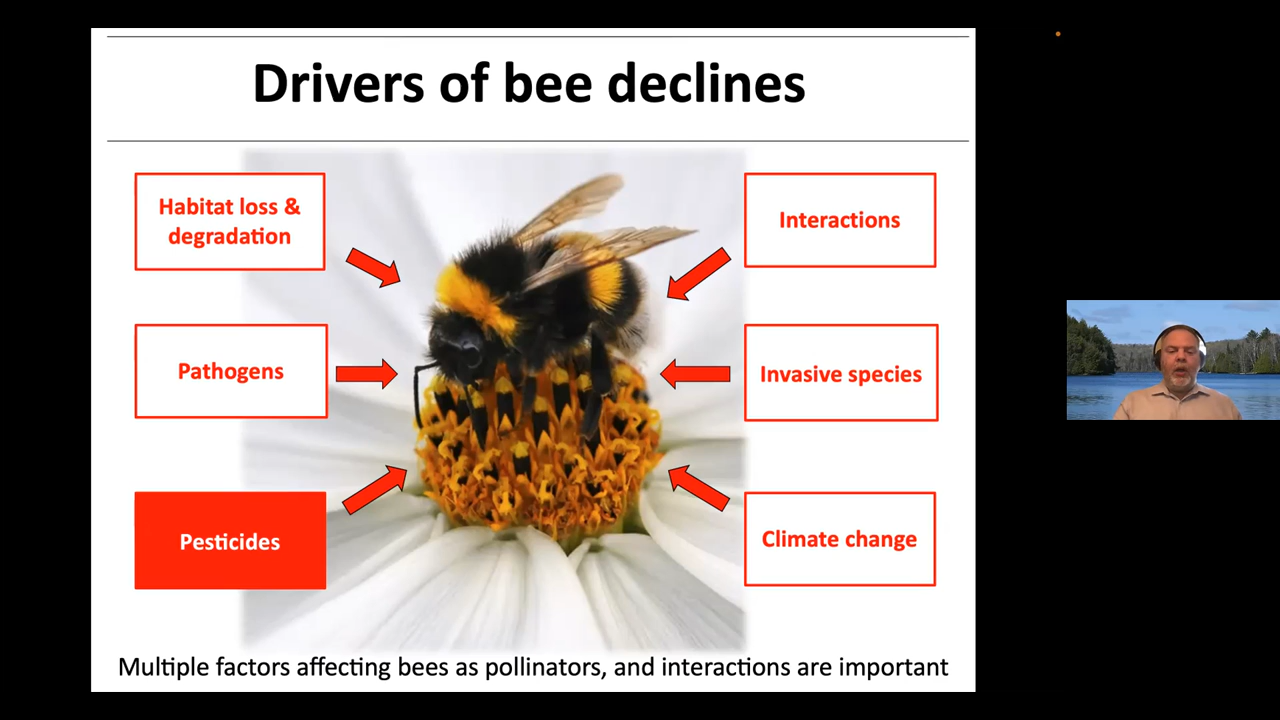 Drivers of bee declines
Habitat loss &
degradation
Pathogens
Pesticides
Interactions
Invasive species
Climate change
Multiple factors affecting bees as pollinators, and interactions are important